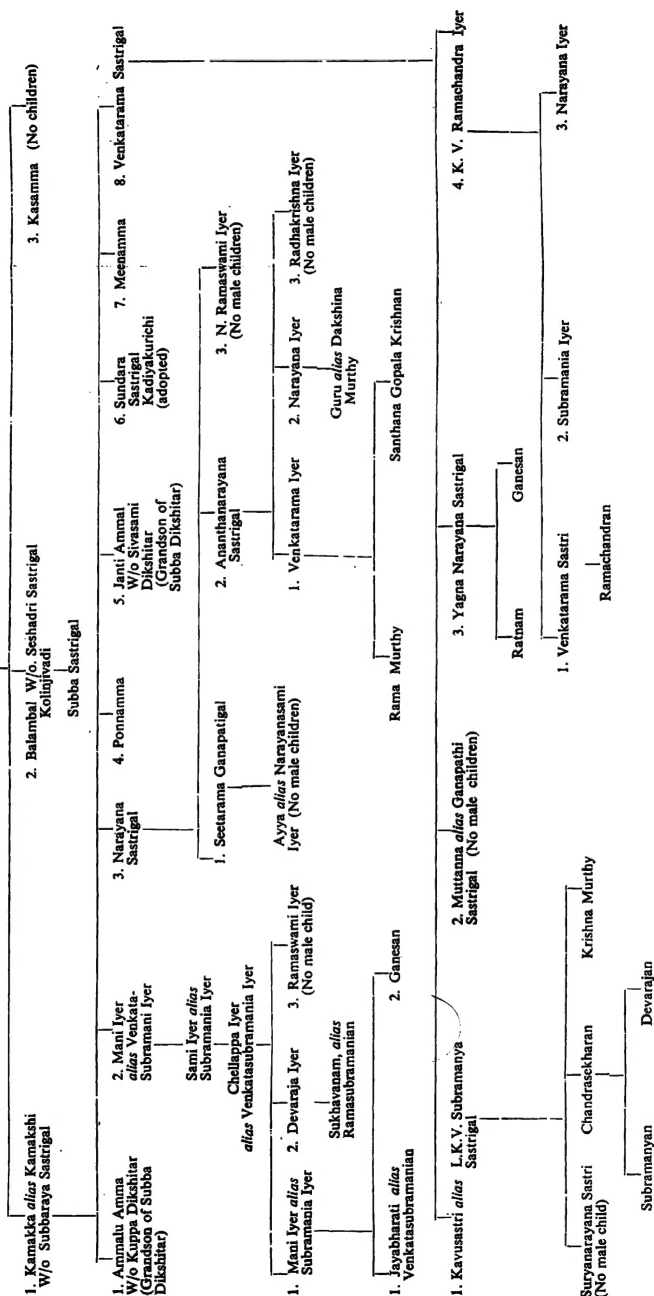 1. Kamakka alias Kamakshi
W/o Subbaraya Sastrigal
2. Balambal W/o. Seshadri Sastrigal
Kolinjivadi
Subba Sastrigal
3. Kasamma (No children)
1. Ammalu Amma
W/o Kuppa Dikshitar
(Grandson of Subba
Dikshitar)
2. Mani Iyer
alias Venkata-
Subramani Iyer
3. Narayana
Sastrigal
4. Ponnamma
5. Janti Ammal
W/o Sivasami
Dikshitar
(Grandson of
Subba Dikshitar)
6. Sundara
Sastrigal
Kadiyakurichi
(adopted)
7. Meenamma
8. Venkatarama Sastrigal
Sami Iyer alias
Subramania Iyer
Chellappa Iyer
alias Venkatasubramania Iyer
1. Seetarama Ganapatigal
2. Ananthanarayana
Sastrigal
3. N. Ramaswami Iyer
(No male children)
Ayya alias Narayanasami
Iyer (No male children)
1. Mani Iyer alias
Subramania Iyer
2. Devaraja Iyer
3. Ramaswami Iyer
(No male child)
1. Venkatarama Iyer
2. Narayana Iyer
3. Radhakrishna Iyer
(No male children)
Sukhavanam, alias
Ramasubramanian
Guru alias Dakshina
Murthy
1. Jayabharati alias
Venkatasubramanian
2. Ganesan
Rama Murthy
Santhana Gopala Krishnan
1. Kavusastri alias L.K.V. Subramanya
Sastrigal
2. Muttanna alias Ganapathi
Sastrigal (No male children)
3. Yagna Narayana Sastrigal
4. K. V. Ramachandra Iyer
Ratnam
Ganesan
Suryanarayana Sastri
(No male child)
Chandrasekharan
Krishna Murthy
1. Venkatarama Sastri
2. Subramania Iyer
3. Narayana Iyer
Subramanyan
Devarajan
Ramachandran